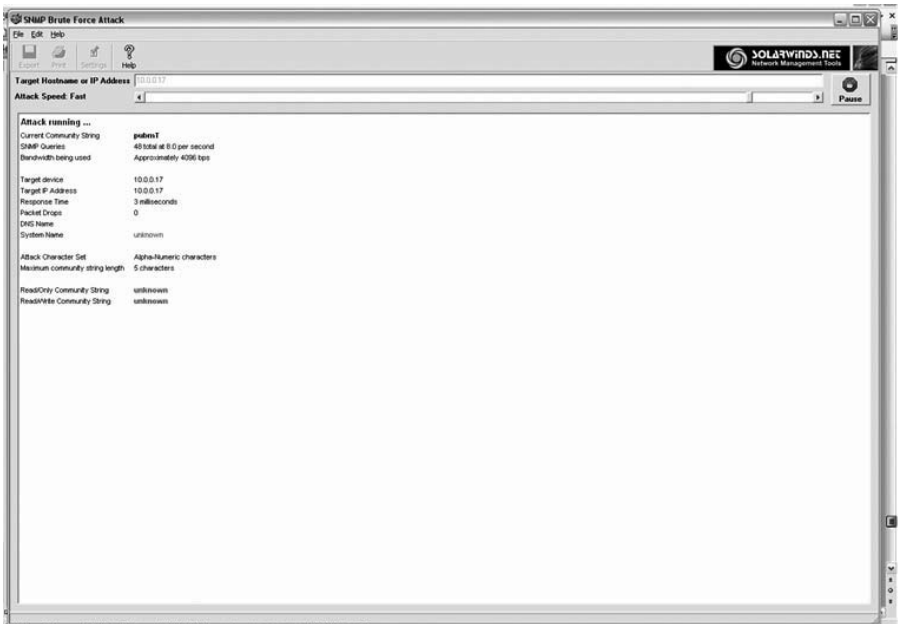 SNMP Brute Force Attack
File Edit Help
Export Print Settings Help
SOLARWINDS.NET
Network Management Tools
Target Hostname or IP Address 10.0.0.17
Attack Speed: Fast
Pause
Attack running ...
Current Community String pubmT
SNMP Queries 48 total at 8.0 per second
Bandwidth being used Approximately 4096 bps
Target device 10.0.0.17
Target IP Address 10.0.0.17
Response Time 3 milliseconds
Packet Drops 0
DNS Name
System Name unknown
Attack Character Set Alpha-Numeric characters
Maximum community string length 5 characters
Read/Only Community String unknown
Read/Write Community String unknown